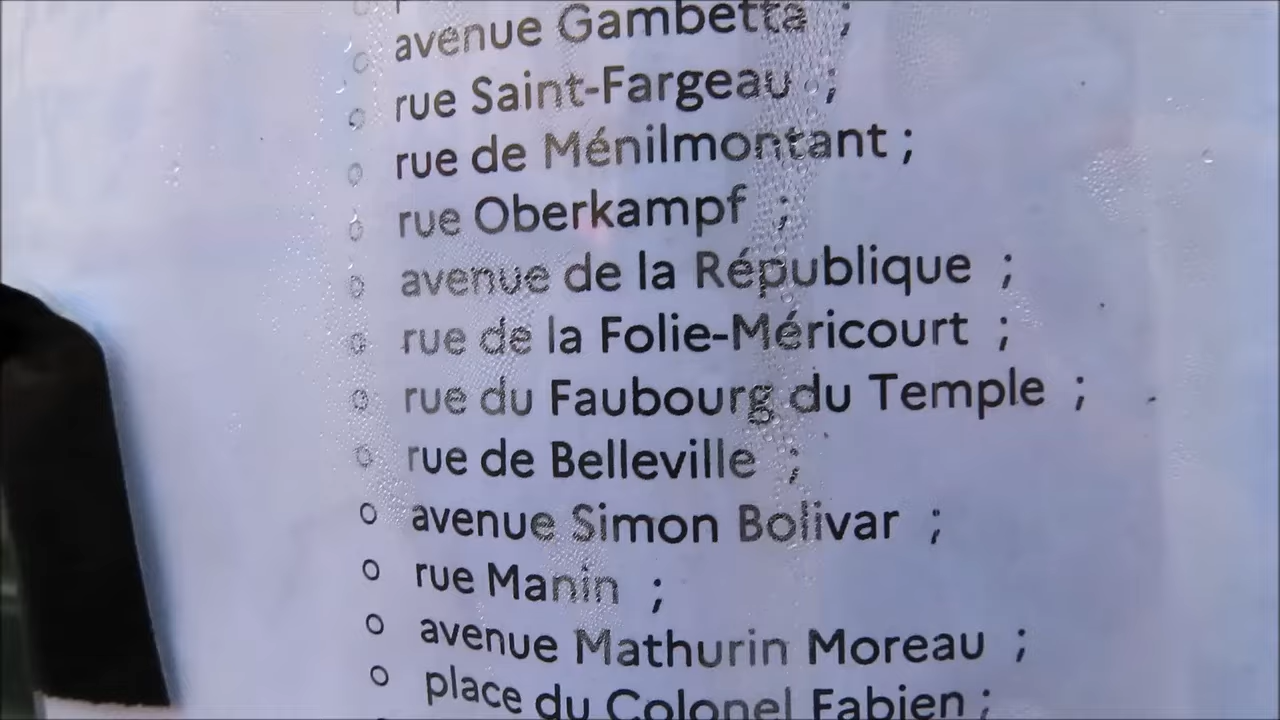 avenue Gambetta ;
o rue Saint-Fargeau ;
o rue de Ménilmontant ;
o rue Oberkampf ;
o avenue de la République ;
o rue de la Folie-Méricourt ;
o rue du Faubourg du Temple ;
o rue de Belleville ;
o avenue Simon Bolivar ;
o rue Manin ;
o avenue Mathurin Moreau ;
o place du Colonel Fabien ;